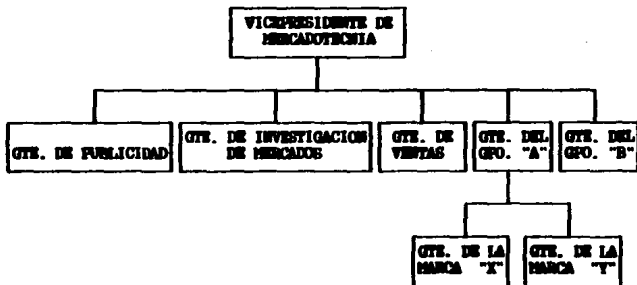 VICEPRESIDENTE DE
MERCADOTECNIA
GTE. DE PUBLICIDAD
GTE. DE INVESTIGACION
DE MERCADOS
GTE. DE
VENTAS
GTE. DEL
GPO. "A"
GTE. DEL
GPO. "B"
GTE. DE LA
MARCA "X"
GTE. DE LA
MARCA "Y"